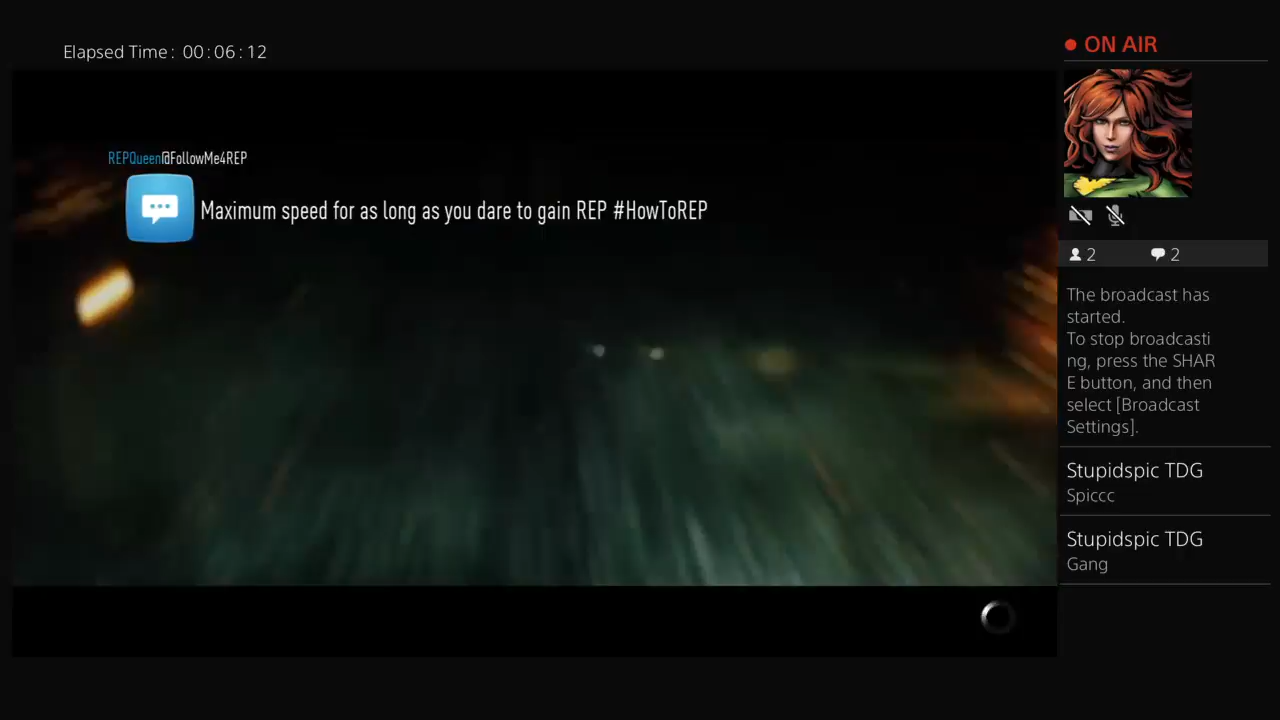 Elapsed Time: 00:06:12
ON AIR
REPQueen@FollowMe4REP
Maximum speed for as long as you dare to gain REP #HowToREP
2 2
The broadcast has
started.
To stop broadcasti
ng, press the SHAR
E button, and then
select [Broadcast
Settings].
Stupidspic TDG
Spiccc
Stupidspic TDG
Gang